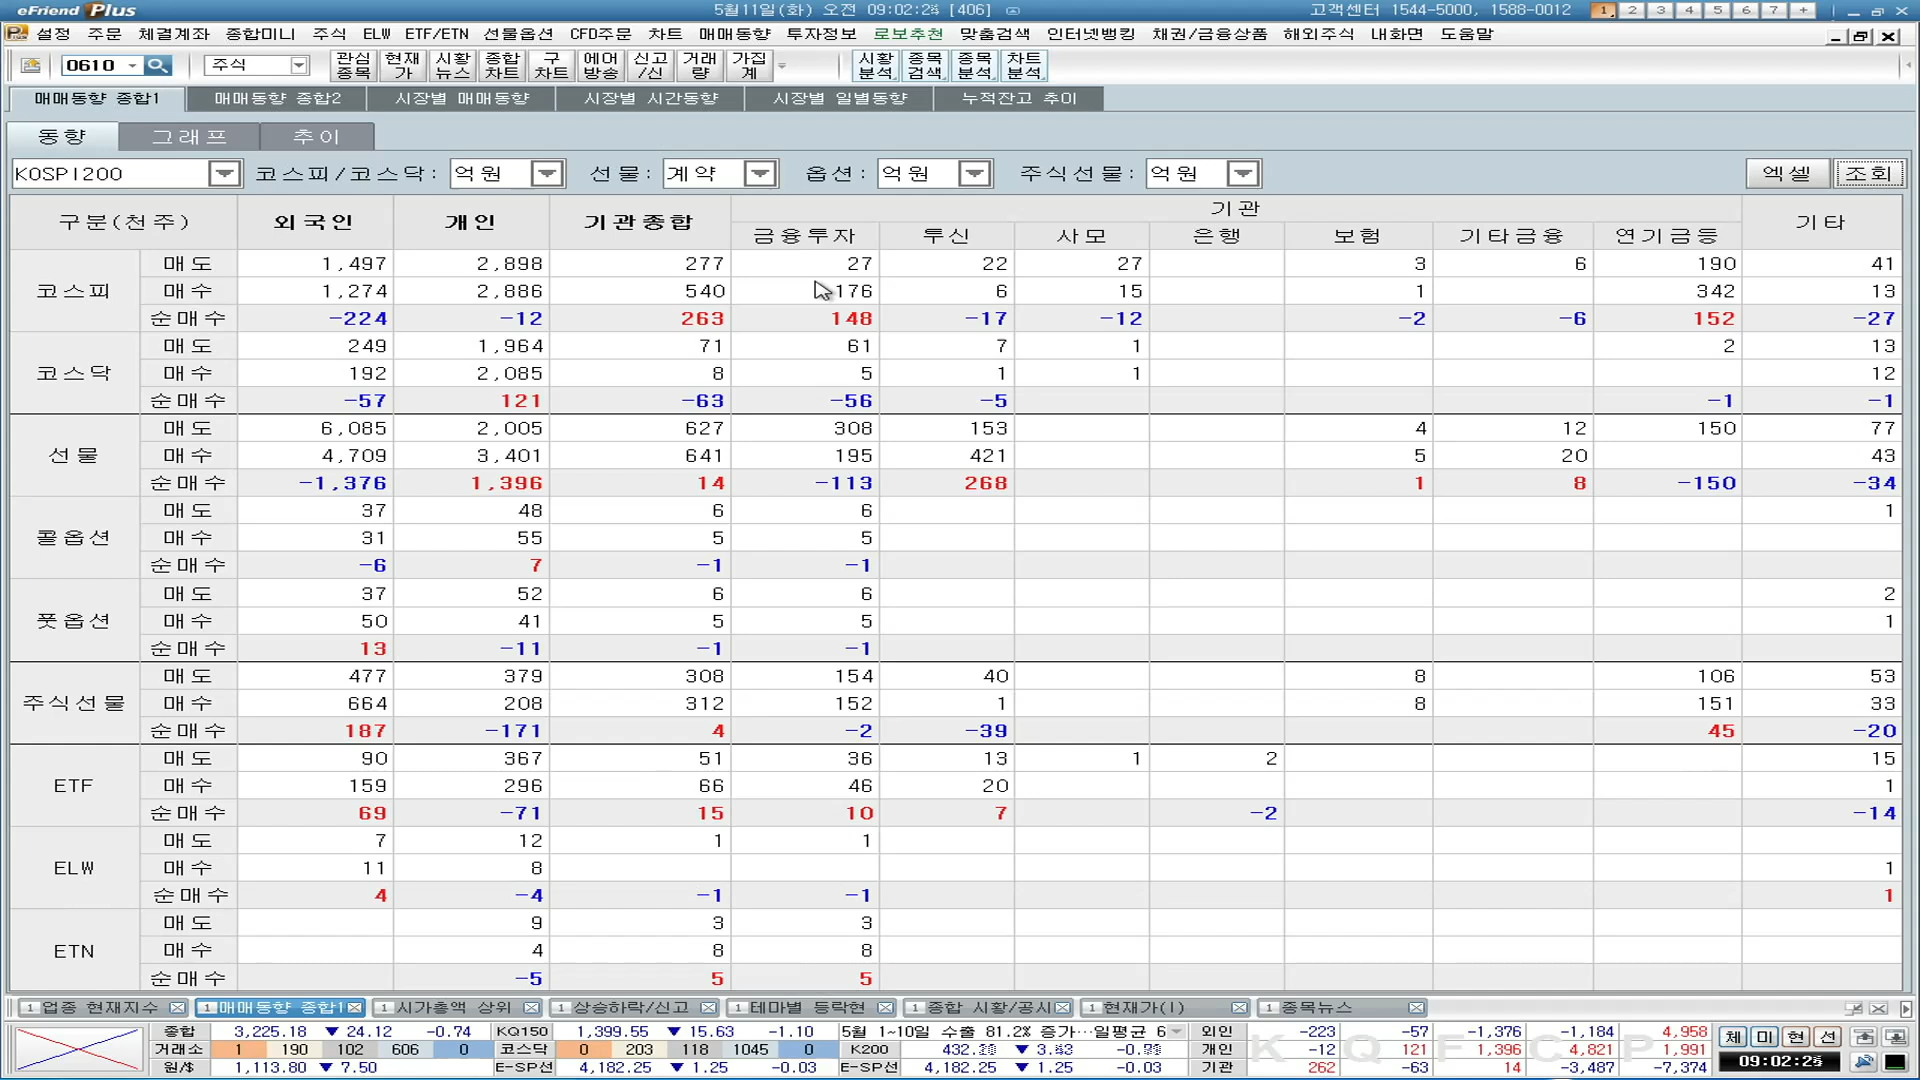 eFriend Plus 5월11일(화) 오전 09:02:2 [406] 고객센터 1544-5000, 1588-0012 1 2 3 4 5 6 7 +
설정 주문 체결계좌 종합미니 주식 ELW ETF/ETN 선물옵션 CFD주문 차트 매매동향 투자정보 로보추천 맞춤검색 인터넷뱅킹 채권/금융상품 해외주식 내화면 도움말
0610 주식 관심종목 현재가 시황뉴스 종합차트 구차트 에어방송 신고/신 거래량 가집계 시황분석 종목검색 종목분석 차트분석
매매동향 종합1 매매동향 종합2 시장별 매매동향 시장별 시간동향 시장별 일별동향 누적잔고 추이
동향 그래프 추이
KOSPI200 코스피/코스닥: 억원 선물: 계약 옵션: 억원 주식선물: 억원 엑셀 조회
구분(천주) 외국인 개인 기관종합 기관 기타
금융투자 투신 사모 은행 보험 기타금융 연기금등
코스피 매도 1,497 2,898 277 27 22 27 3 6 190 41
매수 1,274 2,886 540 176 6 15 1 342 13
순매수 -224 -12 263 148 -17 -12 -2 -6 152 -27
코스닥 매도 249 1,964 71 61 7 1 2 13
매수 192 2,085 8 5 1 1 12
순매수 -57 121 -63 -56 -5 -1 -1
선물 매도 6,085 2,005 627 308 153 4 12 150 77
매수 4,709 3,401 641 195 421 5 20 43
순매수 -1,376 1,396 14 -113 268 1 8 -150 -34
콜옵션 매도 37 48 6 6 1
매수 31 55 5 5
순매수 -6 7 -1 -1
풋옵션 매도 37 52 6 6 2
매수 50 41 5 5 1
순매수 13 -11 -1 -1
주식선물 매도 477 379 308 154 40 8 106 53
매수 664 208 312 152 1 8 151 33
순매수 187 -171 4 -2 -39 45 -20
ETF 매도 90 367 51 36 13 1 2 15
매수 159 296 66 46 20 1
순매수 69 -71 15 10 7 -2 -14
ELW 매도 7 12 1 1
매수 11 8 1
순매수 4 -4 -1 -1 1
ETN 매도 9 3 3
매수 4 8 8
순매수 -5 5 5
1 업종 현재지수 1 매매동향 종합1 1 시가총액 상위 1 상승하락/신고 1 테마별 등락현 1 종합 시황/공시 1 현재가(1) 1 종목뉴스
종합 3,225.18 ▼ 24.12 -0.74 KQ150 1,399.55 ▼ 15.63 -1.10 5월 1~10일 수출 81.2% 증가…일평균 6 외인 -223 -57 -1,376 -1,184 4,958 체 미 현 선
거래소 1 190 102 606 0 코스닥 0 203 118 1045 0 K200 개인 -12 121 1,396 4,821 1,991
원/$ 1,113.80 ▼ 7.50 E-SP선 4,182.25 ▼ 1.25 -0.03 E-SP선 4,182.25 ▼ 1.25 -0.03 기관 262 -63 14 -3,487 -7,374 09:02:2
K Q F C P